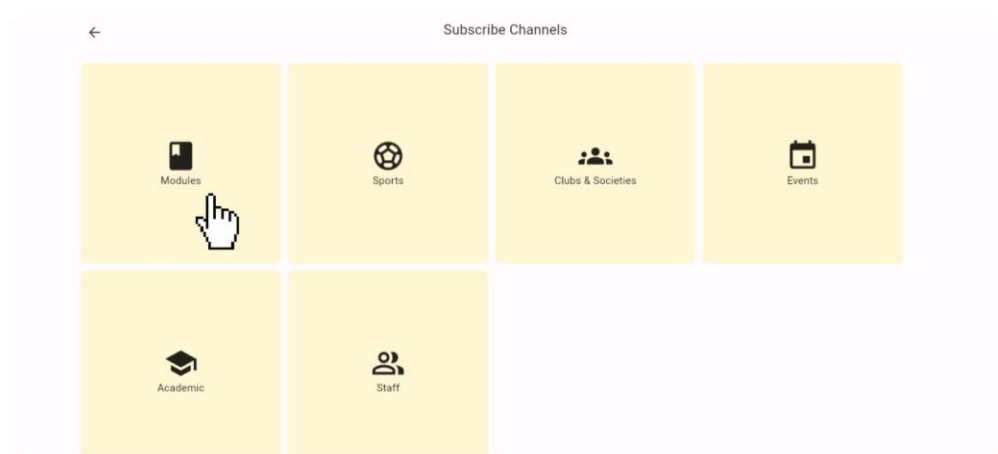 Subscribe Channels
Modules
Sports
Clubs & Societies
Events
Academic
Staff